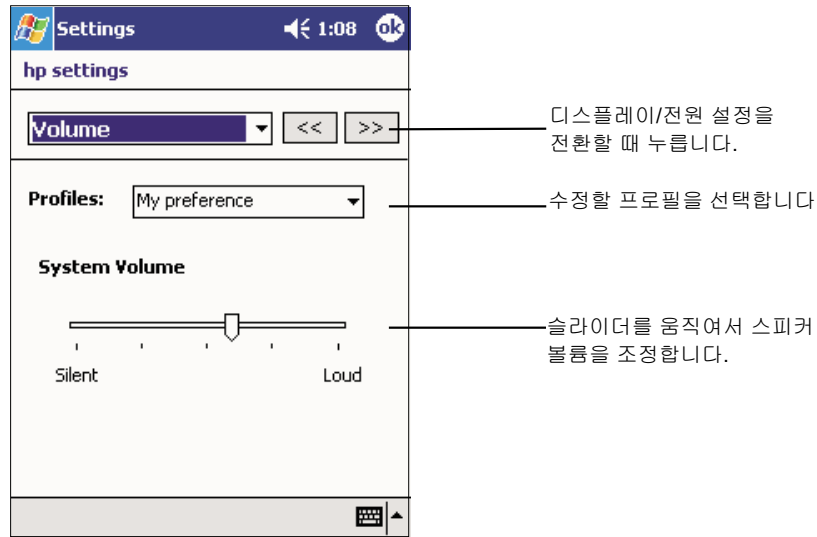 Settings 1:08 ok
hp settings
Volume << >>
디스플레이/전원 설정을
전환할 때 누릅니다.
Profiles: My preference
수정할 프로필을 선택합니다
System Volume
슬라이더를 움직여서 스피커
볼륨을 조정합니다.
Silent Loud